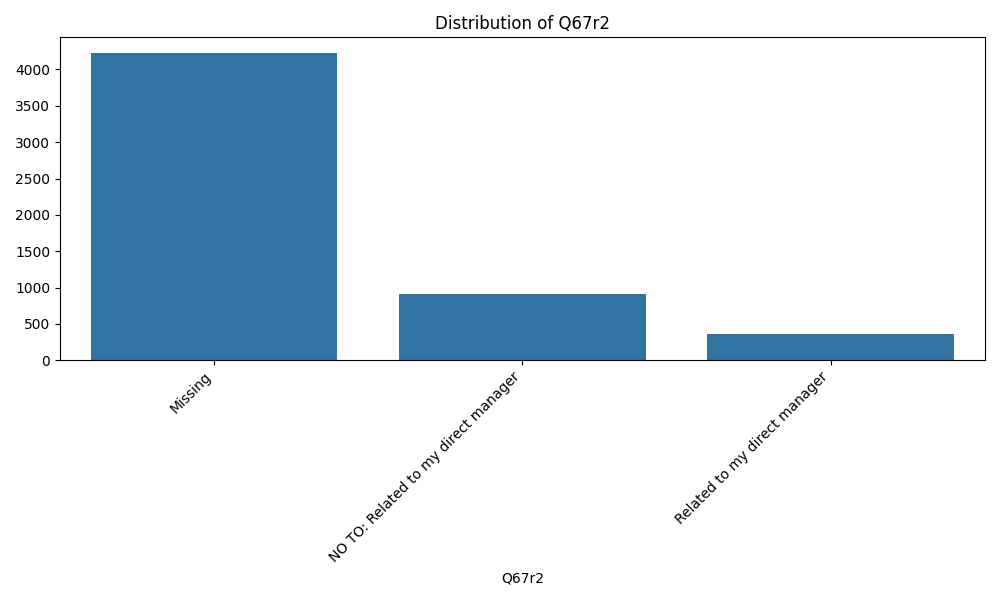 Distribution of Q67r2
4000
3500
3000
2500
2000
1500
1000
500
0
Missing
NO TO: Related to my direct manager
Related to my direct manager
Q67r2